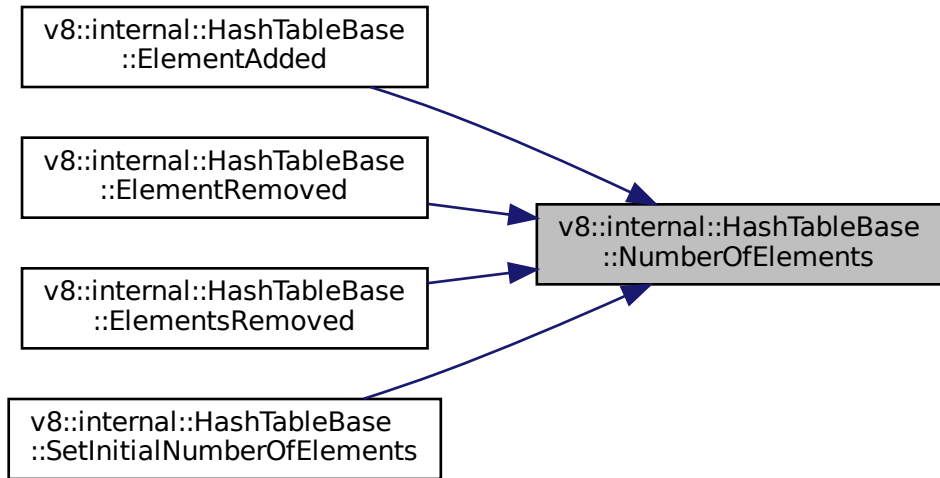 v8::internal::HashTableBase
::ElementAdded
v8::internal::HashTableBase
::ElementRemoved
v8::internal::HashTableBase
::NumberOfElements
v8::internal::HashTableBase
::ElementsRemoved
v8::internal::HashTableBase
::SetInitialNumberOfElements